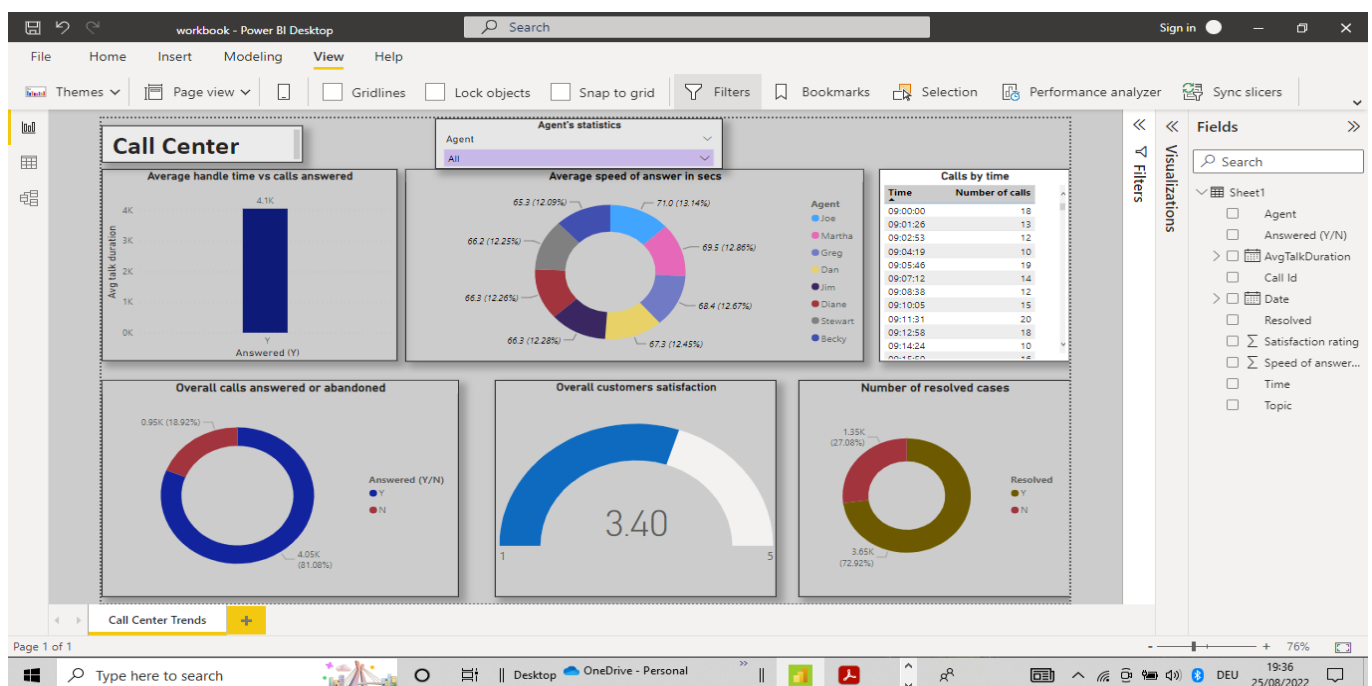 workbook - Power BI Desktop
Search
Sign in
File Home Insert Modeling View Help
Themes Page view Gridlines Lock objects Snap to grid Filters Bookmarks Selection Performance analyzer Sync slicers
Call Center
Agent's statistics
Agent
All
Average handle time vs calls answered
4.1K
4K
3K
2K
1K
0K
Avg talk duration
Y
Answered (Y)
Average speed of answer in secs
65.3 (12.09%)
71.0 (13.14%)
66.2 (12.25%)
69.5 (12.86%)
66.3 (12.26%)
68.4 (12.67%)
66.3 (12.28%)
67.3 (12.45%)
Agent
Joe
Martha
Greg
Dan
Jim
Diane
Stewart
Becky
Calls by time
Time Number of calls
09:00:00 18
09:01:26 13
09:02:53 12
09:04:19 10
09:05:46 19
09:07:12 14
09:08:38 12
09:10:05 15
09:11:31 20
09:12:58 18
09:14:24 10
09:15:50 16
Overall calls answered or abandoned
0.95K (18.92%)
4.05K
(81.08%)
Answered (Y/N)
Y
N
Overall customers satisfaction
3.40
1
5
Number of resolved cases
1.35K
(27.08%)
3.65K
(72.92%)
Resolved
Y
N
Filters
Visualizations
Fields
Search
Sheet1
Agent
Answered (Y/N)
AvgTalkDuration
Call Id
Date
Resolved
Satisfaction rating
Speed of answer...
Time
Topic
Call Center Trends
Page 1 of 1
76%
Type here to search
Desktop
OneDrive - Personal
DEU
19:36
25/08/2022